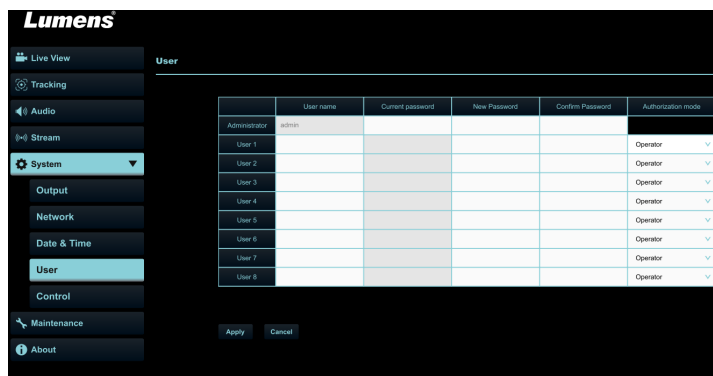 Lumens®
Live View
User
Tracking
Audio
Stream
System
Output
Network
Date & Time
User
Control
Maintenance
About
User name Current password New Password Confirm Password Authorization mode
Administrator admin
User 1 Operator
User 2 Operator
User 3 Operator
User 4 Operator
User 5 Operator
User 6 Operator
User 7 Operator
User 8 Operator
Apply Cancel